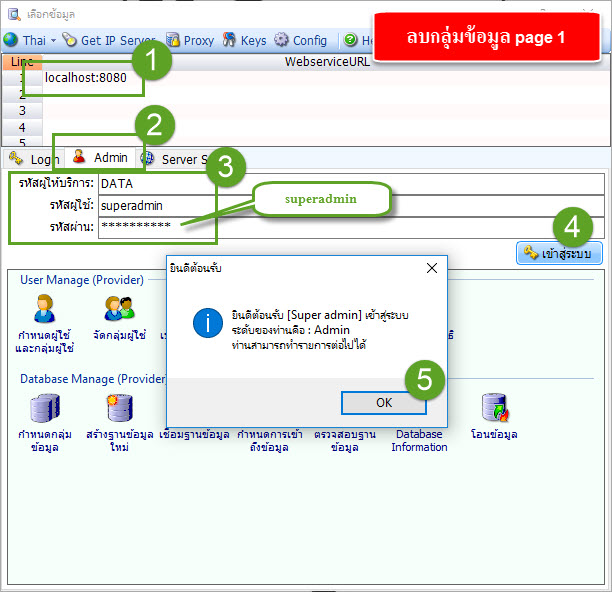 เลือกข้อมูล
ลบกลุ่มข้อมูล page 1
Thai
Get IP Server
Proxy
Keys
Config
Line
WebserviceURL
1
localhost:8080
1
2
3
4
5
2
Login
Admin
Server
3
รหัสผู้ให้บริการ:
DATA
รหัสผู้ใช้:
superadmin
superadmin
รหัสผ่าน:
**********
4
เข้าสู่ระบบ
User Manage (Provider)
กำหนดผู้ใช้
และกลุ่มผู้ใช้
จัดกลุ่มผู้ใช้
ยินดีต้อนรับ
ยินดีต้อนรับ [Super admin] เข้าสู่ระบบ
ระดับของท่านคือ : Admin
ท่านสามารถทำรายการต่อไปได้
5
OK
Database Manage (Provider)
กำหนดกลุ่ม
ข้อมูล
สร้างฐานข้อมูล
ใหม่
เชื่อมฐานข้อมูล
กำหนดการเข้า
ถึงข้อมูล
ตรวจสอบฐาน
ข้อมูล
Database
Information
โอนข้อมูล